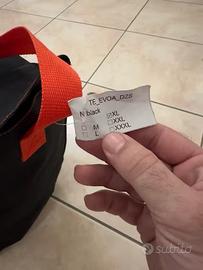 TE_EVOA_DZS
N black
☑XL
☐ M ☐XXL
☐ L ☐XXXL
subito